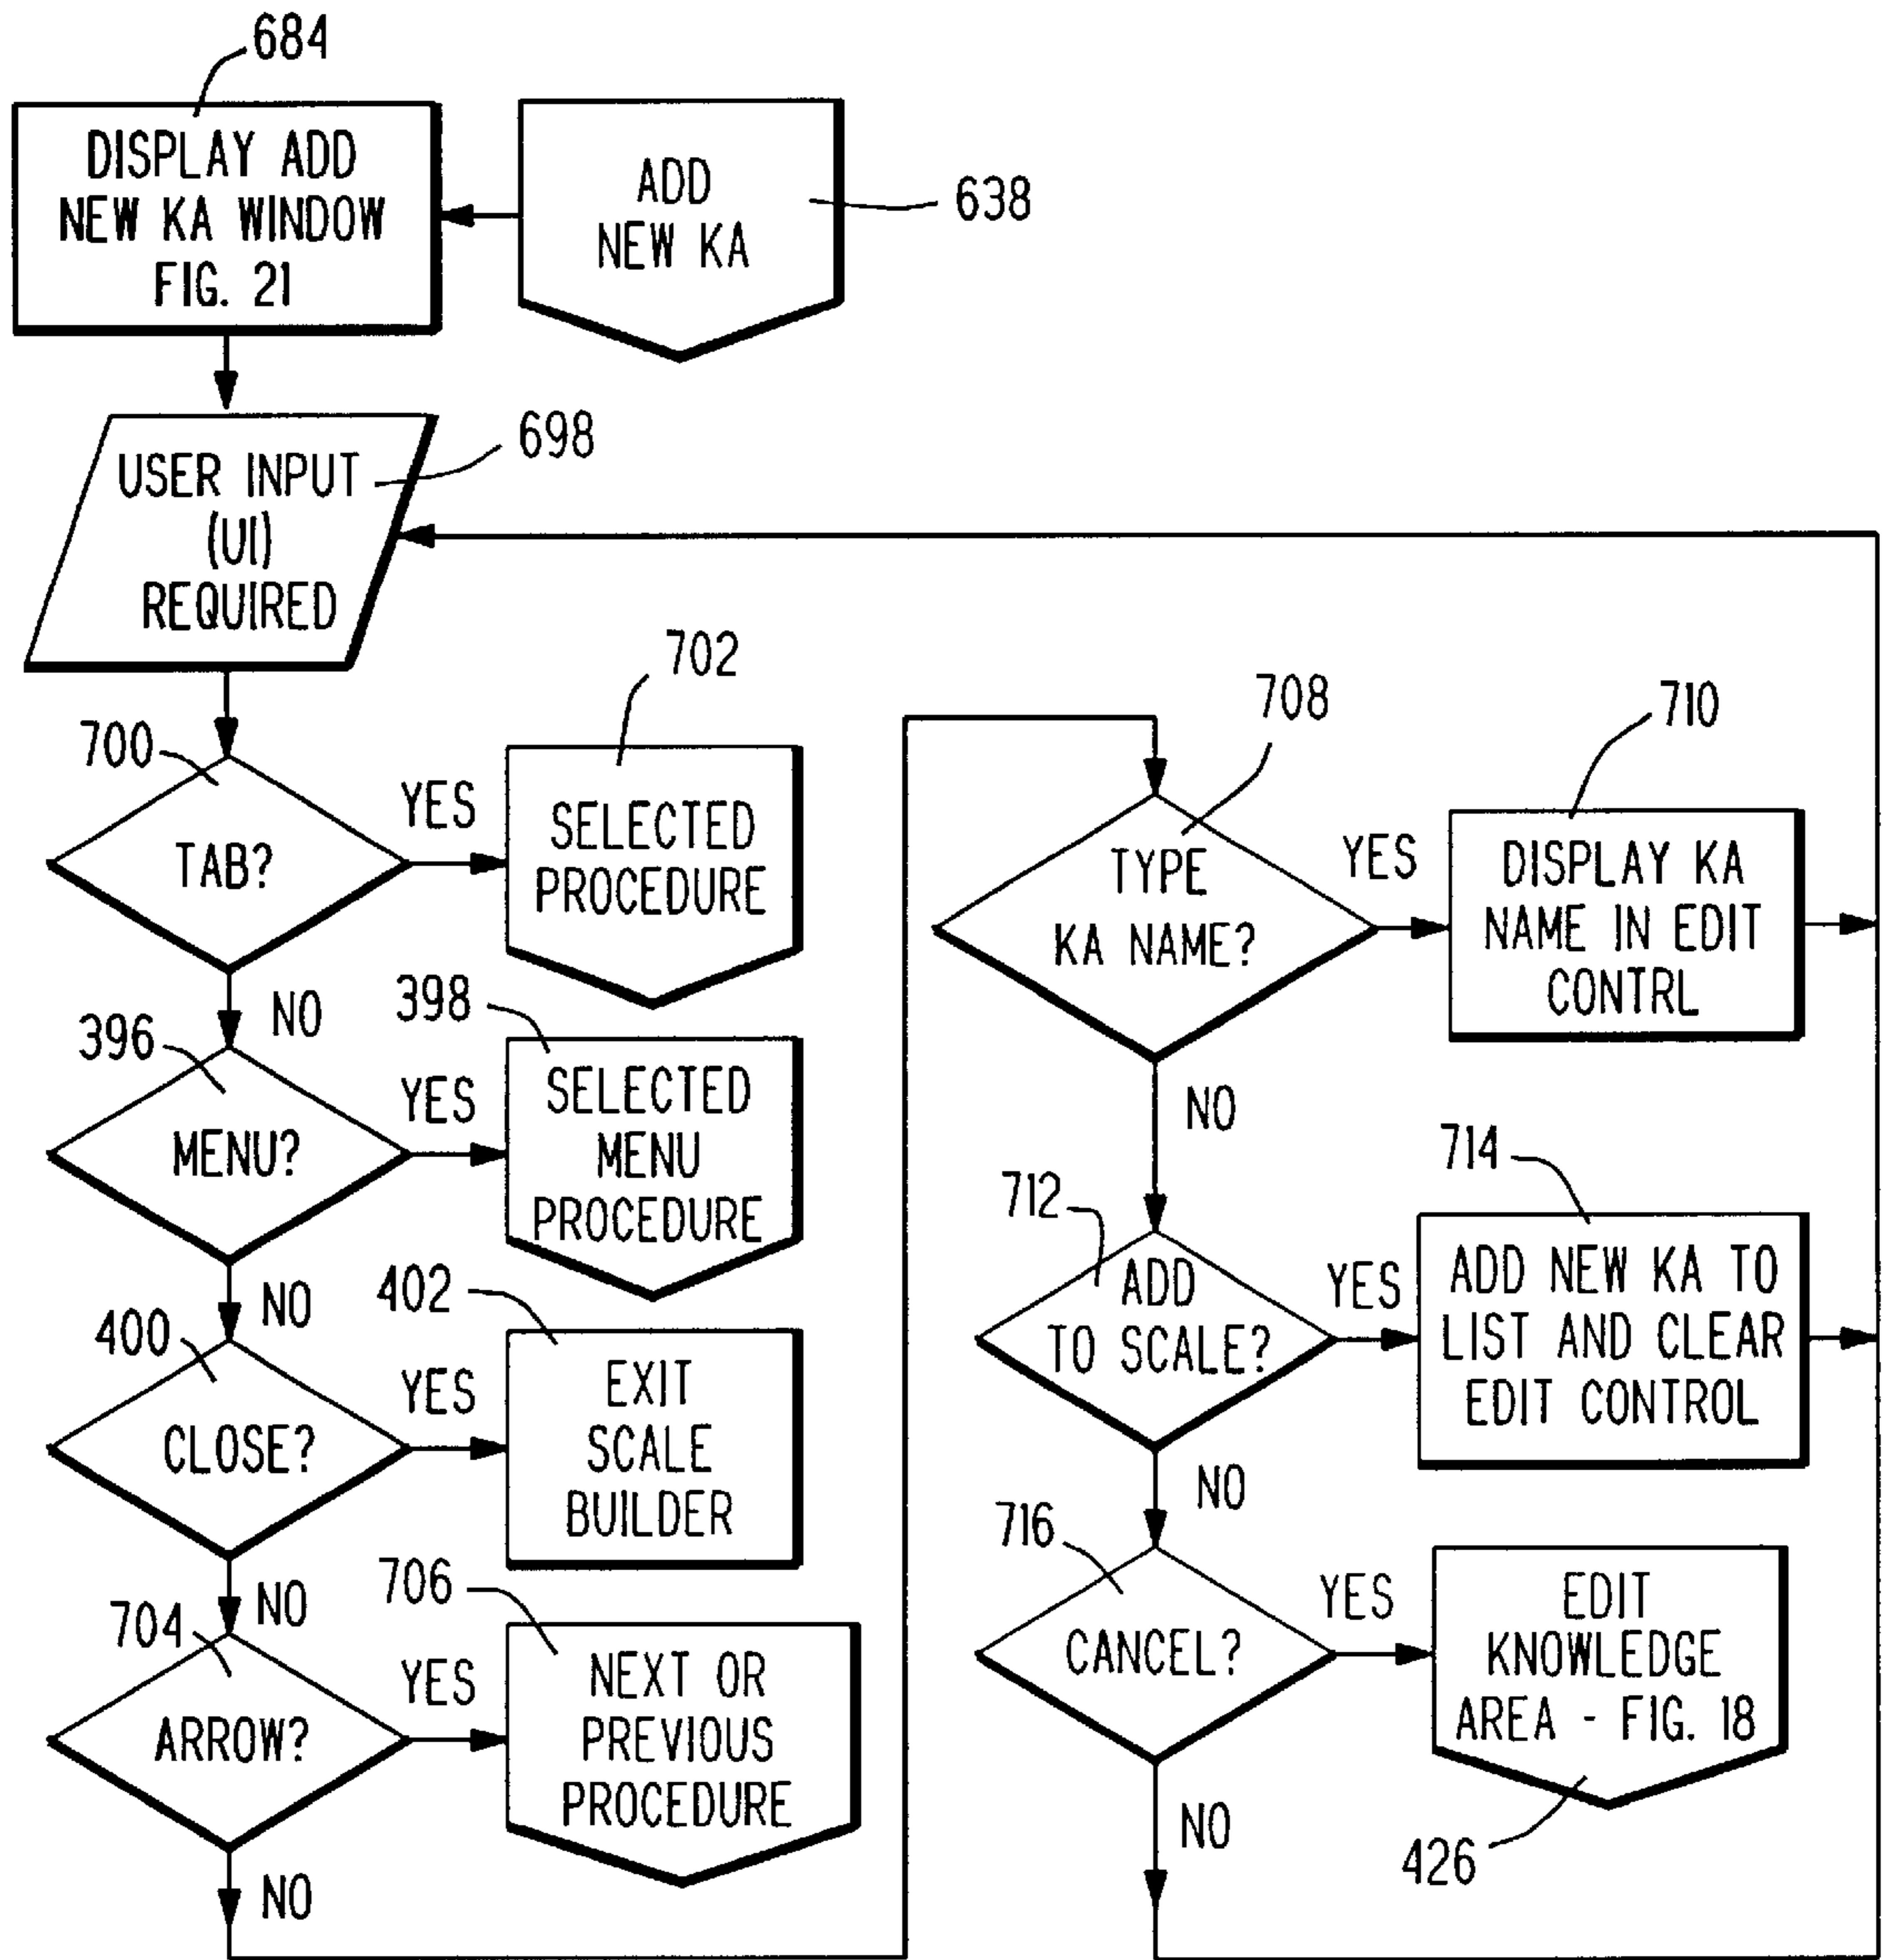 684
DISPLAY ADD
NEW KA WINDOW
FIG. 21
ADD
NEW KA
638
USER INPUT
(UI)
REQUIRED
698
700
TAB?
YES
702
SELECTED
PROCEDURE
NO
396
MENU?
YES
398
SELECTED
MENU
PROCEDURE
NO
400
CLOSE?
YES
402
EXIT
SCALE
BUILDER
NO
704
ARROW?
YES
706
NEXT OR
PREVIOUS
PROCEDURE
NO
708
TYPE
KA NAME?
YES
710
DISPLAY KA
NAME IN EDIT
CONTRL
NO
712
ADD
TO SCALE?
YES
714
ADD NEW KA TO
LIST AND CLEAR
EDIT CONTROL
NO
716
CANCEL?
YES
EDIT
KNOWLEDGE
AREA - FIG. 18
426
NO